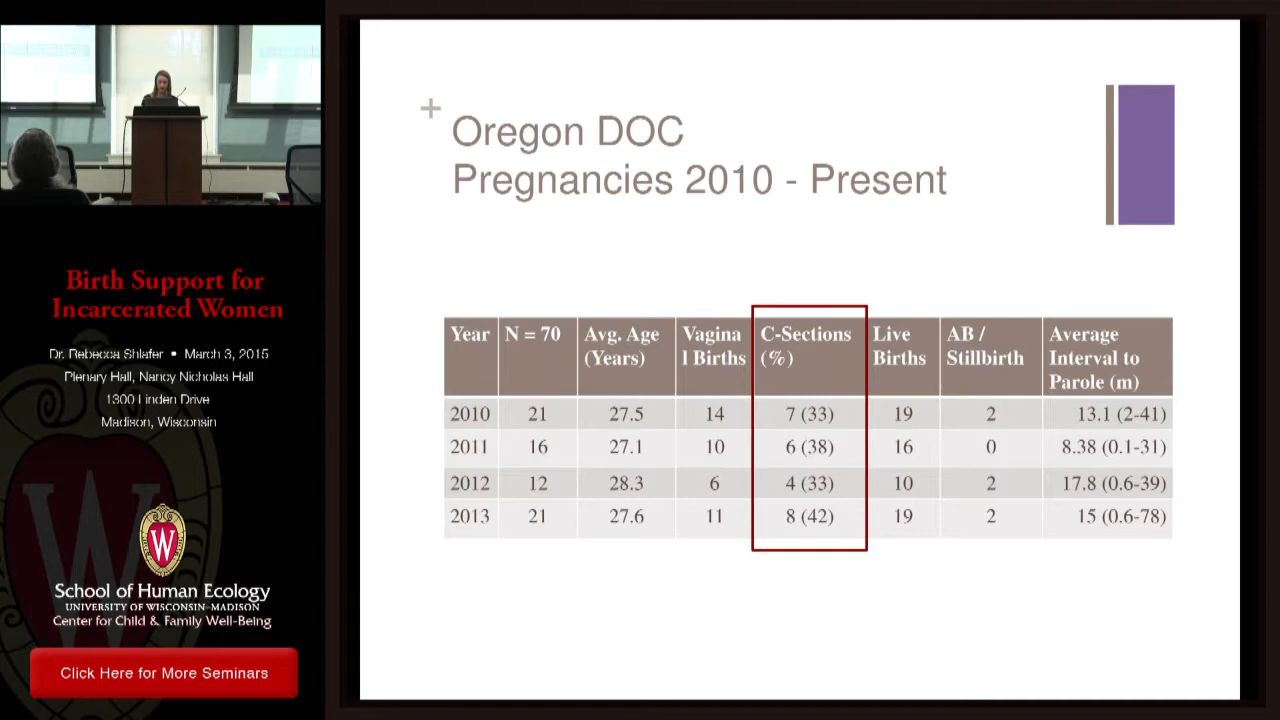 Birth Support for
Incarcerated Women
Dr. Rebecca Shlafer • March 3, 2015
Plenary Hall, Nancy Nicholas Hall
1300 Linden Drive
Madison, Wisconsin
W
School of Human Ecology
UNIVERSITY OF WISCONSIN-MADISON
Center for Child & Family Well-Being
Click Here for More Seminars
+
Oregon DOC
Pregnancies 2010 - Present
Year N = 70 Avg. Age (Years) Vagina l Births C-Sections (%) Live Births AB / Stillbirth Average Interval to Parole (m)
2010 21 27.5 14 7 (33) 19 2 13.1 (2-41)
2011 16 27.1 10 6 (38) 16 0 8.38 (0.1-31)
2012 12 28.3 6 4 (33) 10 2 17.8 (0.6-39)
2013 21 27.6 11 8 (42) 19 2 15 (0.6-78)